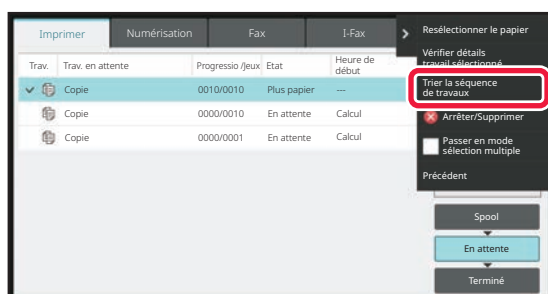 Imprimer
Numérisation
Fax
I-Fax
Trav.
Trav. en attente
Progressio /Jeux
Etat
Heure de
début
Copie
0010/0010
Plus papier
---
Copie
0000/0010
En attente
Calcul
Copie
0000/0001
En attente
Calcul
Resélectionner le papier
Vérifier détails
travail sélectionné
Trier la séquence
de travaux
Arrêter/Supprimer
Passer en mode
sélection multiple
Précédent
Spool
En attente
Terminé